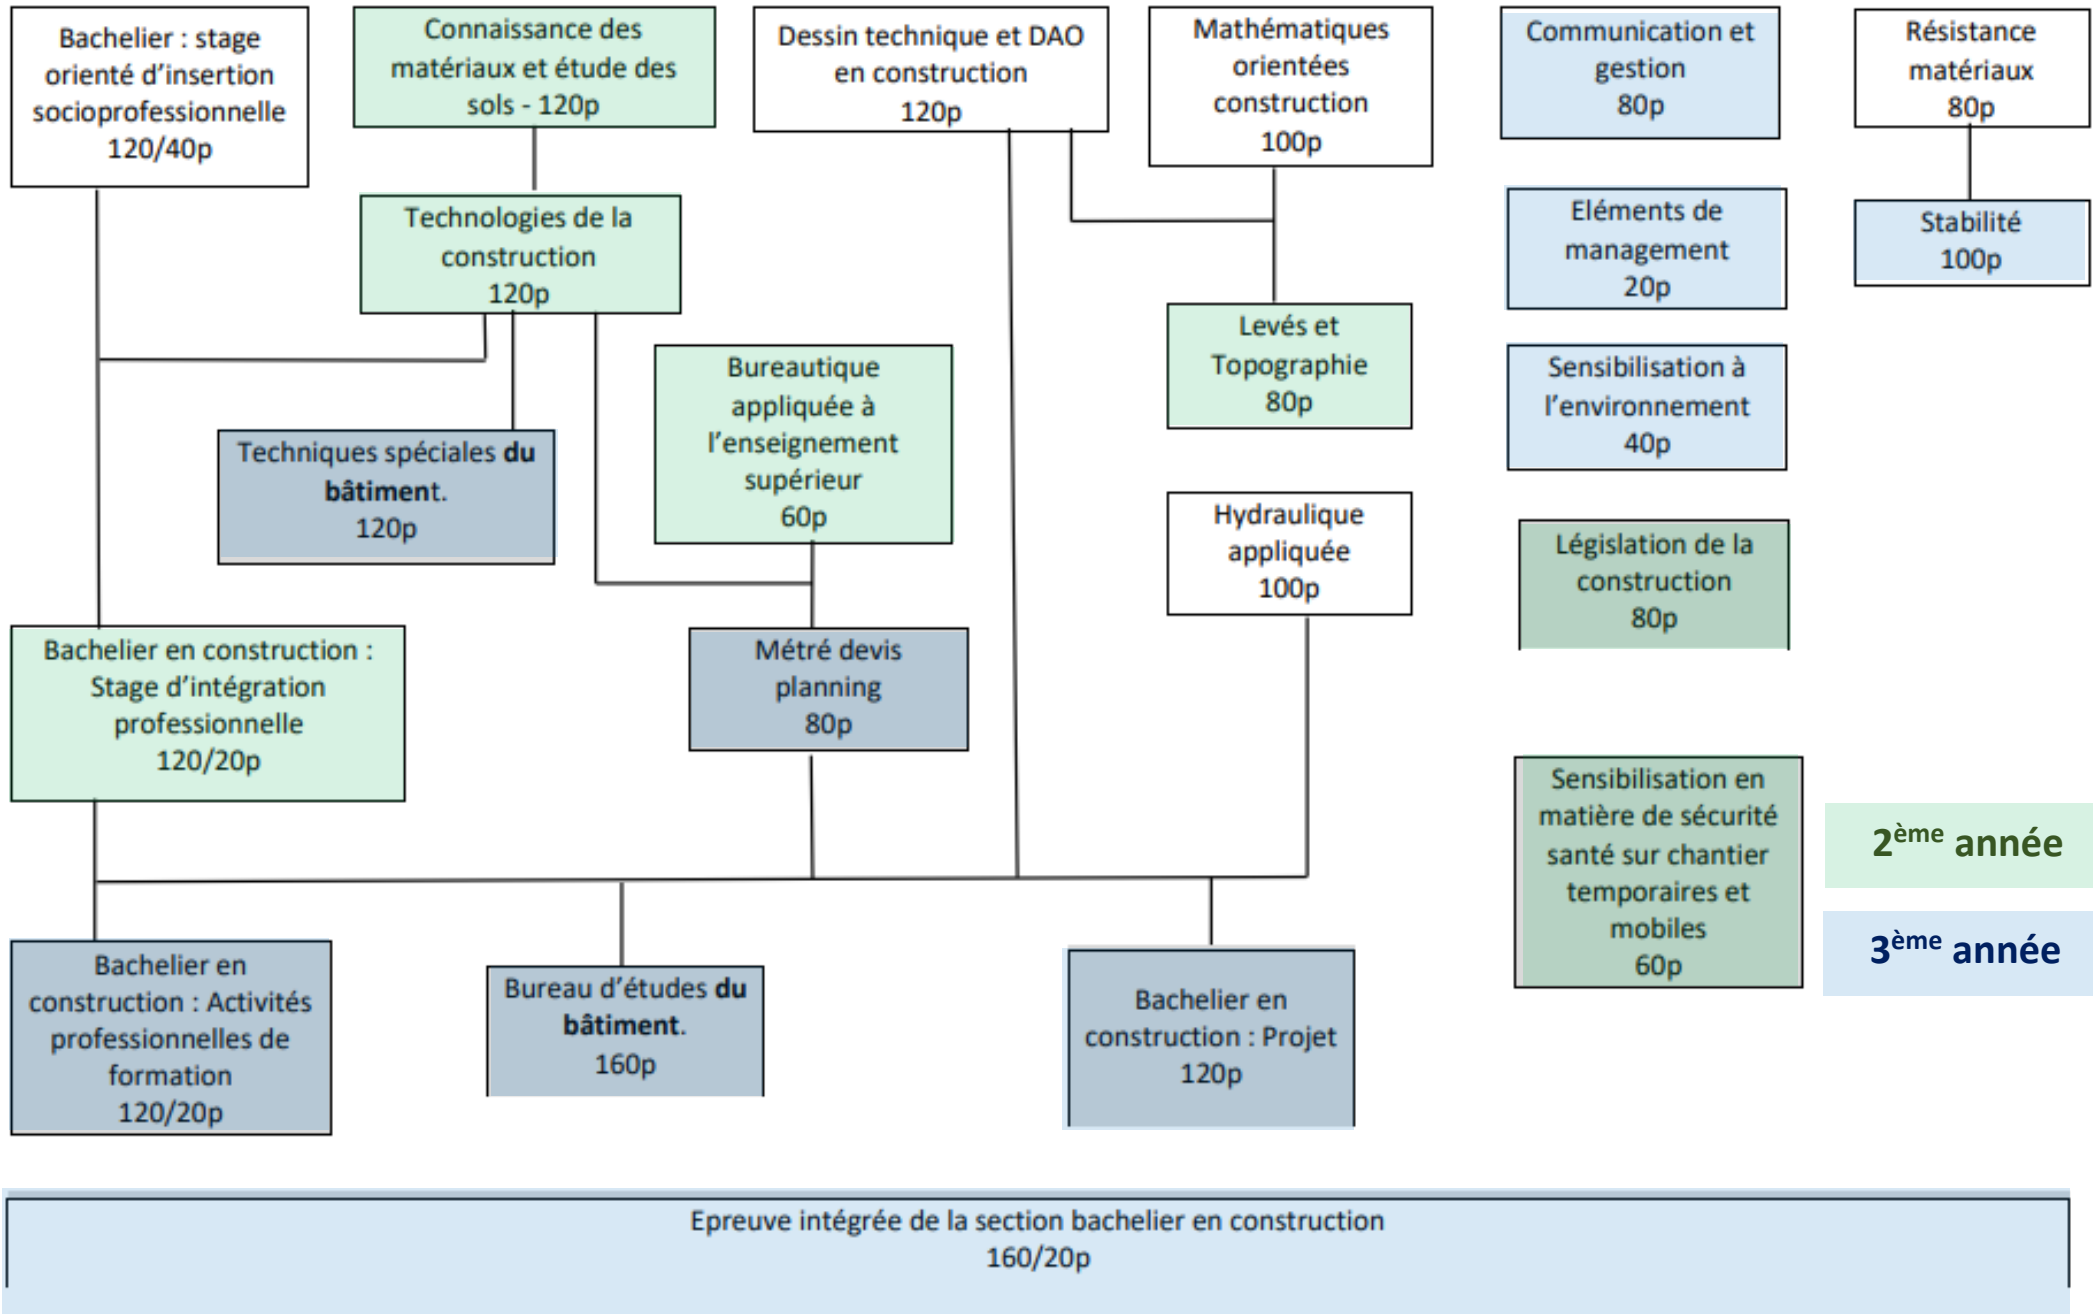 Bachelier : stage
orienté d'insertion
socioprofessionnelle
120/40p
Connaissance des
matériaux et étude des
sols - 120p
Dessin technique et DAO
en construction
120p
Mathématiques
orientées
construction
100p
Communication et
gestion
80p
Résistance
matériaux
80p
Technologies de la
construction
120p
Eléments de
management
20p
Stabilité
100p
Levés et
Topographie
80p
Bureautique
appliquée à
l'enseignement
supérieur
60p
Sensibilisation à
l'environnement
40p
Techniques spéciales du
bâtiment.
120p
Hydraulique
appliquée
100p
Législation de la
construction
80p
Bachelier en construction :
Stage d'intégration
professionnelle
120/20p
Métré devis
planning
80p
Sensibilisation en
matière de sécurité
santé sur chantier
temporaires et
mobiles
60p
2ème année
3ème année
Bachelier en
construction : Activités
professionnelles de
formation
120/20p
Bureau d'études du
bâtiment.
160p
Bachelier en
construction : Projet
120p
Epreuve intégrée de la section bachelier en construction
160/20p